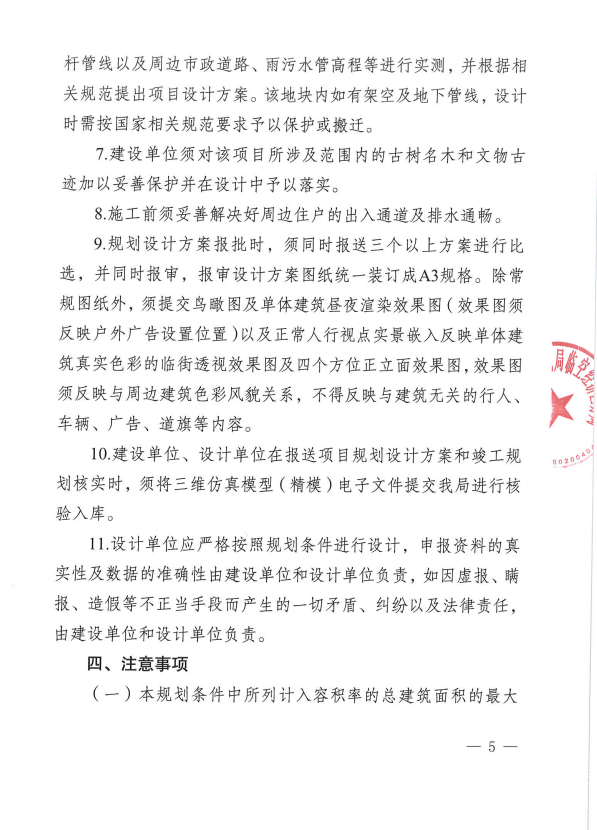 杆管线以及周边市政道路、雨污水管高程等进行实测，并根据相
关规范提出项目设计方案。该地块内如有架空及地下管线，设计
时需按国家相关规范要求予以保护或搬迁。
7.建设单位须对该项目所涉及范围内的古树名木和文物古
迹加以妥善保护并在设计中予以落实。
8.施工前须妥善解决好周边住户的出入通道及排水通畅。
9.规划设计方案报批时，须同时报送三个以上方案进行比
选，并同时报审，报审设计方案图纸统一装订成A3规格。除常
规图纸外，须提交鸟瞰图及单体建筑昼夜渲染效果图（效果图须
反映户外广告设置位置）以及正常人行视点实景嵌入反映单体建
筑真实色彩的临街透视效果图及四个方位正立面效果图，效果图
须反映与周边建筑色彩风貌关系，不得反映与建筑无关的行人、
车辆、广告、道旗等内容。
10.建设单位、设计单位在报送项目规划设计方案和竣工规
划核实时，须将三维仿真模型（精模）电子文件提交我局进行核
验入库。
11.设计单位应严格按照规划条件进行设计，申报资料的真
实性及数据的准确性由建设单位和设计单位负责，如因虚报、瞒
报、造假等不正当手段而产生的一切矛盾、纠纷以及法律责任，
由建设单位和设计单位负责。
四、注意事项
（一）本规划条件中所列计入容积率的总建筑面积的最大
— 5 —
局临空经